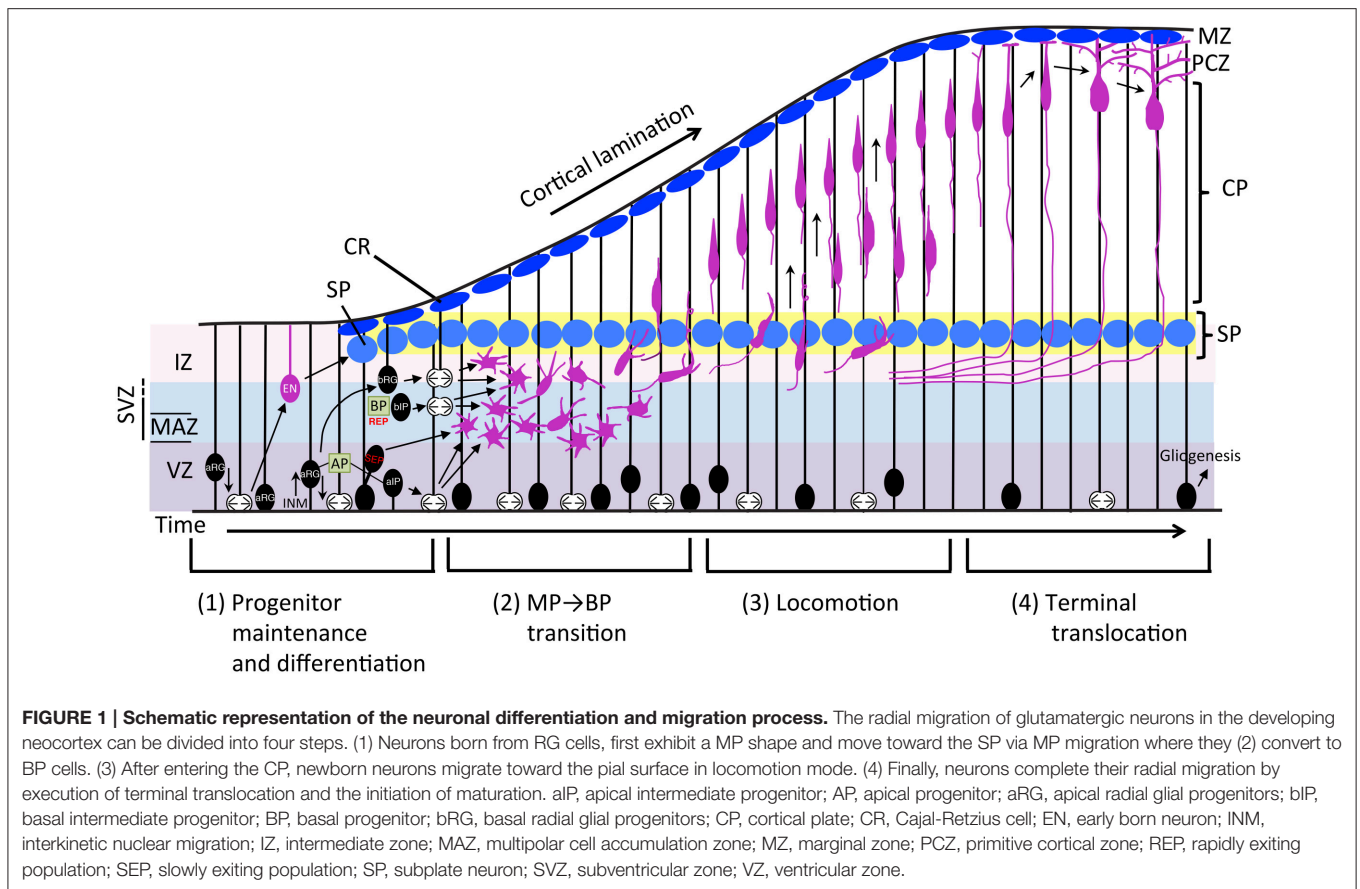 MZ
PCZ
Cortical lamination
CP
CR
SP
SP
IZ
EN
bRG
SVZ
BP
bIP
REP
MAZ
SEP
VZ
aRG
aRG
AP
Gliogenesis
aIP
aRG
INM
Time
(1) Progenitor
maintenance
and differentiation
(2) MP→BP
transition
(3) Locomotion
(4) Terminal
translocation
FIGURE 1 | Schematic representation of the neuronal differentiation and migration process. The radial migration of glutamatergic neurons in the developing
neocortex can be divided into four steps. (1) Neurons born from RG cells, first exhibit a MP shape and move toward the SP via MP migration where they (2) convert to
BP cells. (3) After entering the CP, newborn neurons migrate toward the pial surface in locomotion mode. (4) Finally, neurons complete their radial migration by
execution of terminal translocation and the initiation of maturation. aIP, apical intermediate progenitor; AP, apical progenitor; aRG, apical radial glial progenitors; bIP,
basal intermediate progenitor; BP, basal progenitor; bRG, basal radial glial progenitors; CP, cortical plate; CR, Cajal-Retzius cell; EN, early born neuron; INM,
interkinetic nuclear migration; IZ, intermediate zone; MAZ, multipolar cell accumulation zone; MZ, marginal zone; PCZ, primitive cortical zone; REP, rapidly exiting
population; SEP, slowly exiting population; SP, subplate neuron; SVZ, subventricular zone; VZ, ventricular zone.